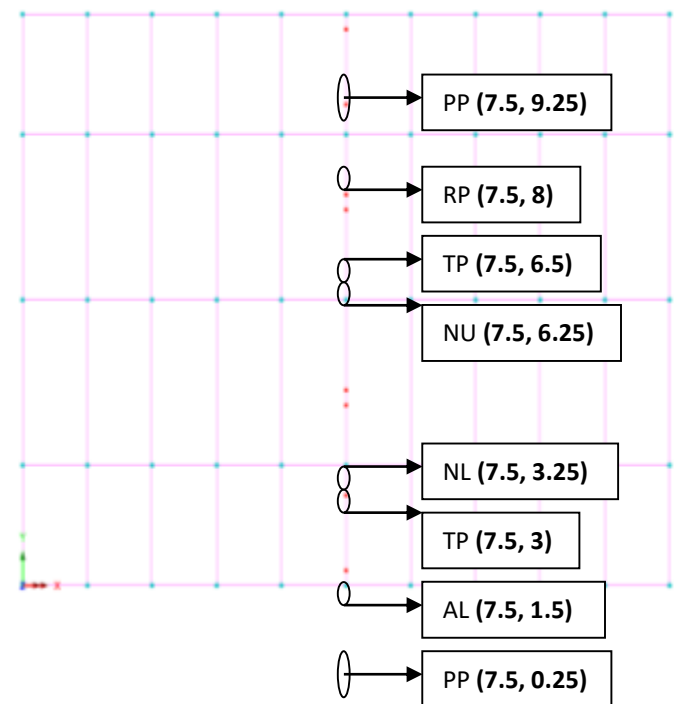 PP (7.5, 9.25)
RP (7.5, 8)
TP (7.5, 6.5)
NU (7.5, 6.25)
NL (7.5, 3.25)
TP (7.5, 3)
AL (7.5, 1.5)
X
PP (7.5, 0.25)